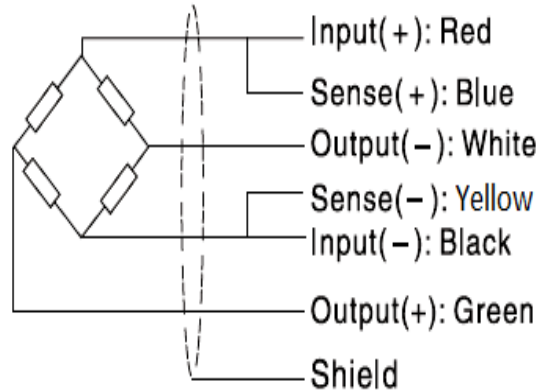 Input(+): Red
Sense(+): Blue
Output(−): White
Sense(−): Yellow
Input(−): Black
Output(+): Green
Shield